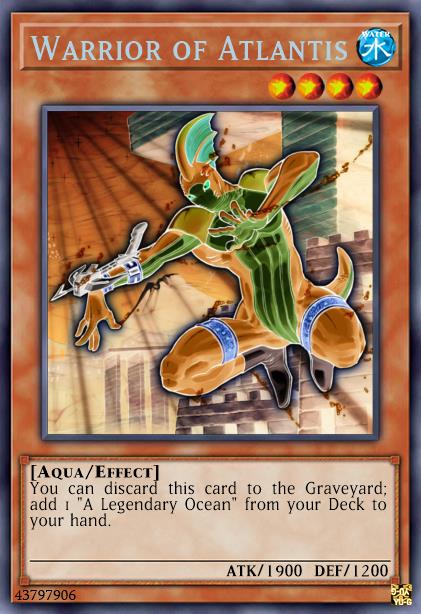 Warrior of Atlantis
WATER
水
[Aqua/Effect]
You can discard this card to the Graveyard;
add 1 "A Legendary Ocean" from your Deck to
your hand.
ATK/1900 DEF/1200
43797906